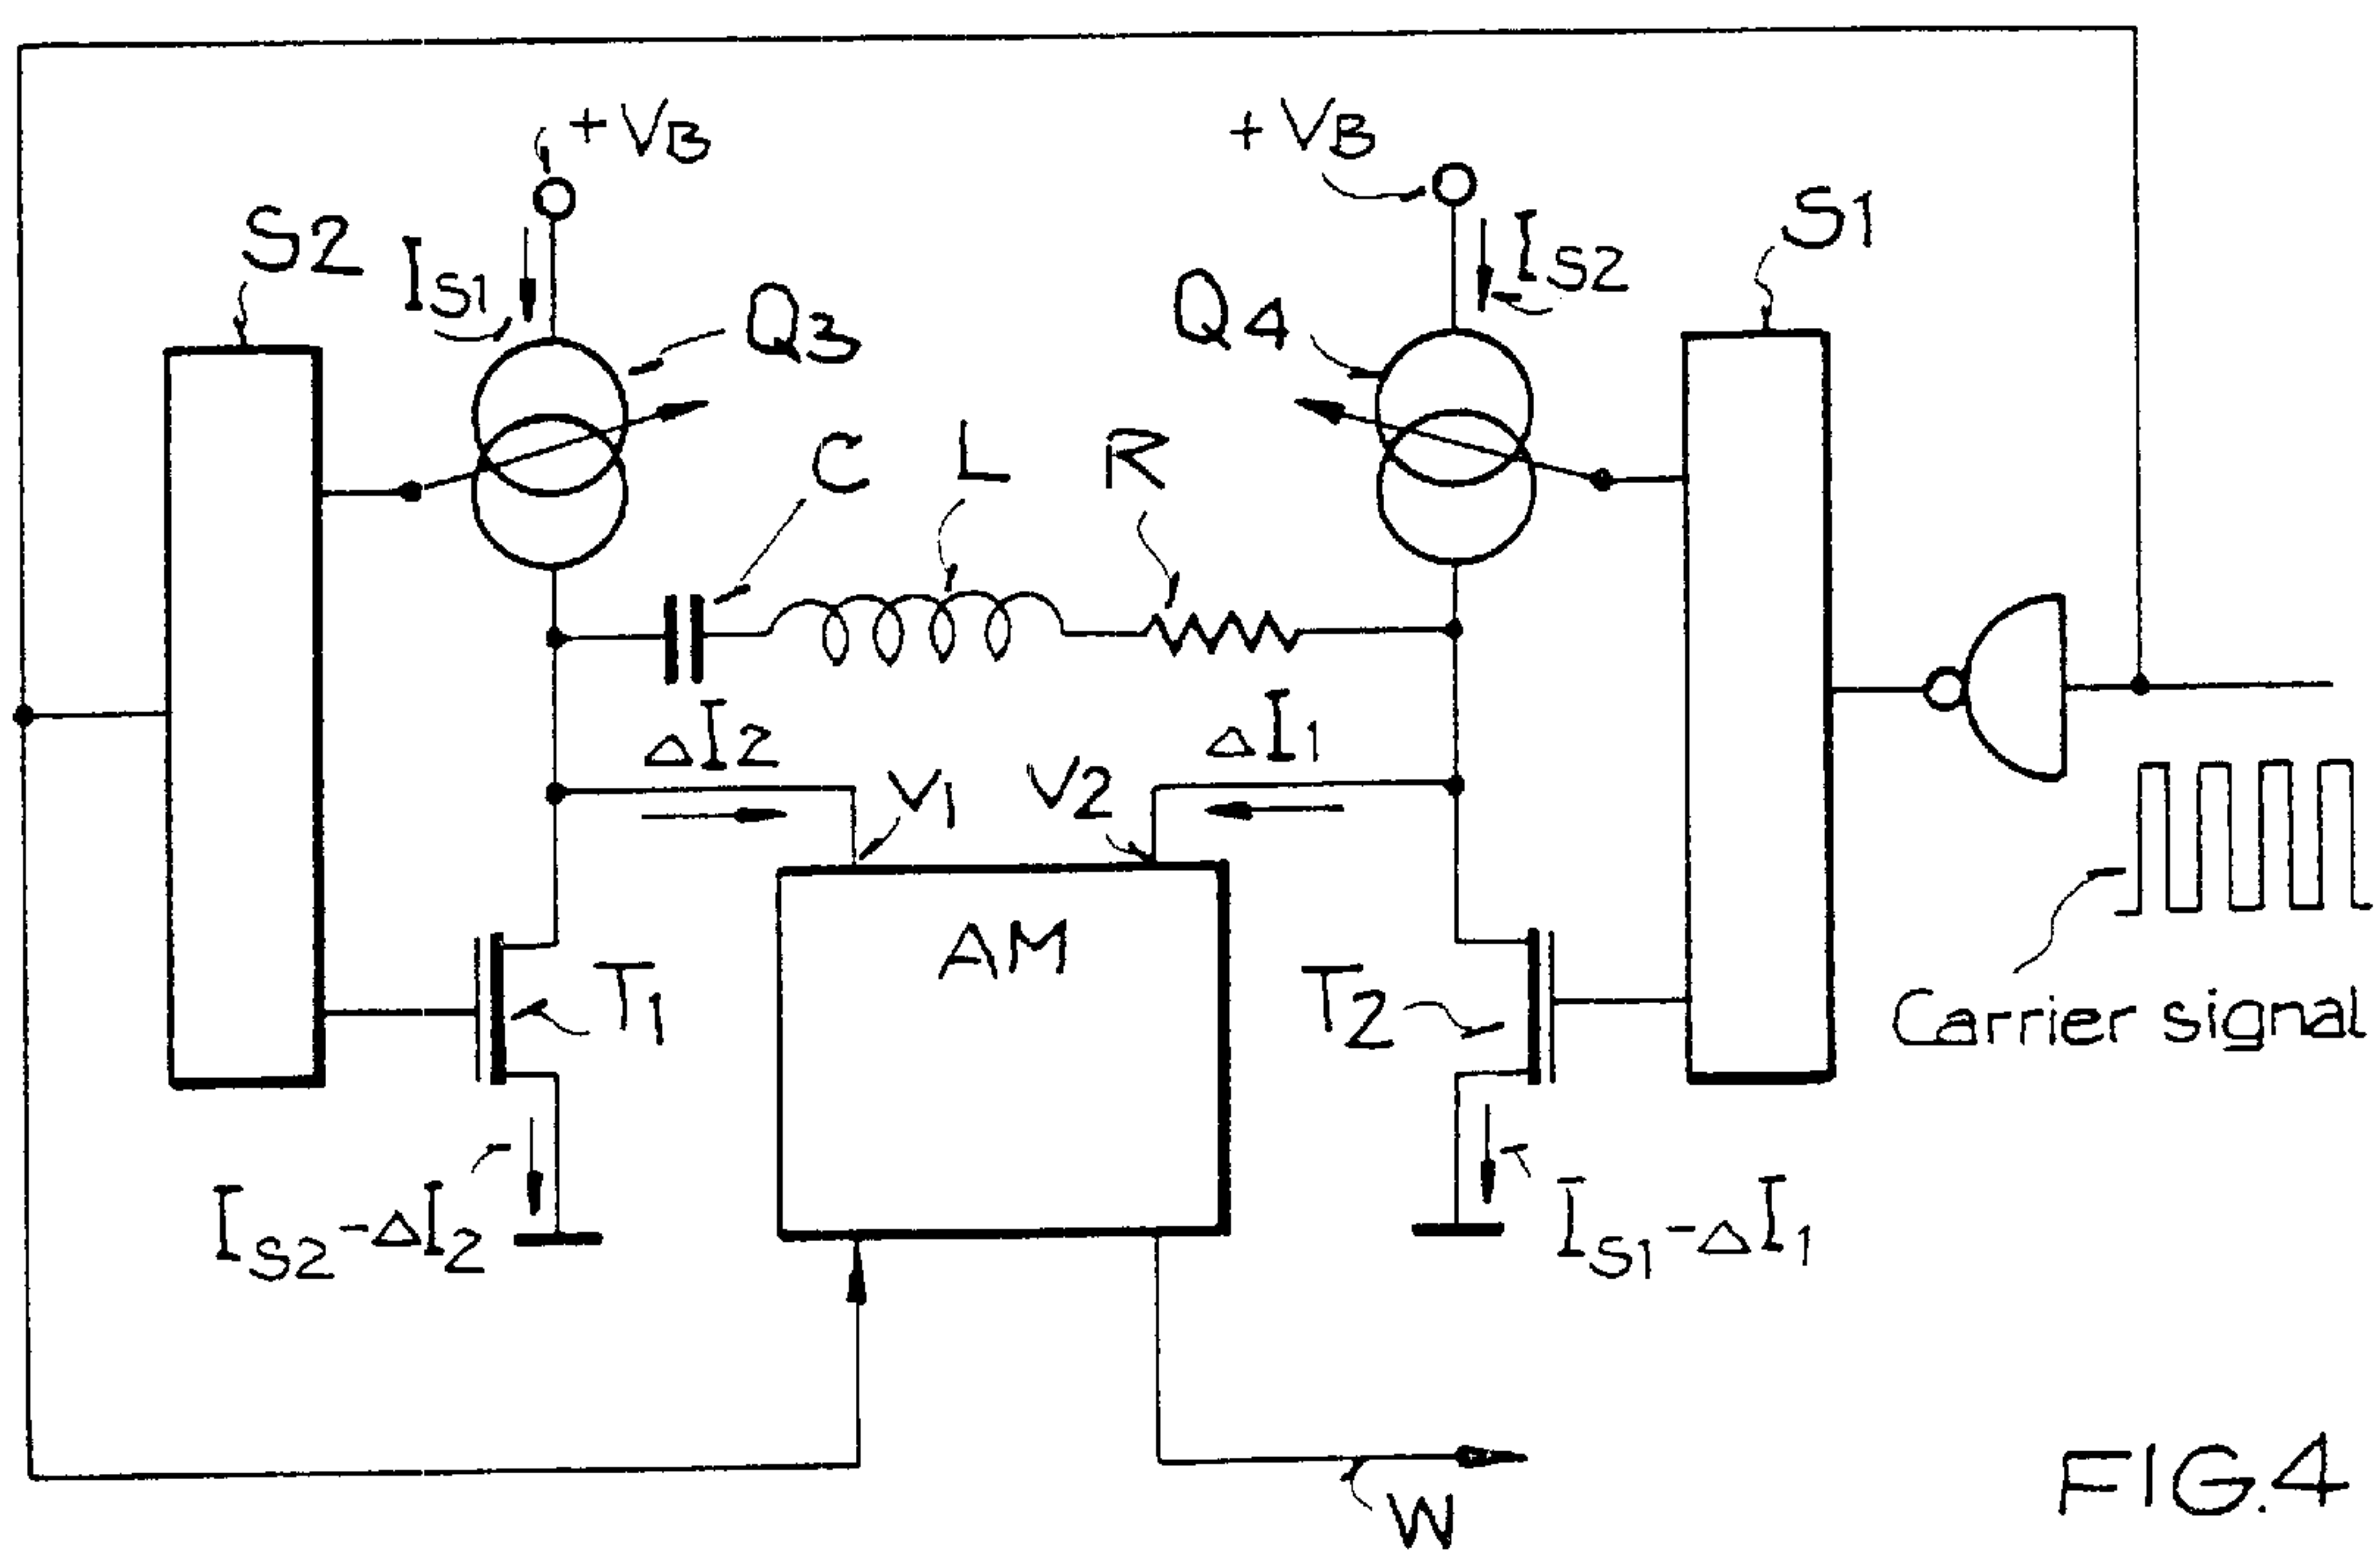 +VB
+VB
S2
IS1
Q3
Q4
IS2
S1
C
L
R
ΔI2
ΔI1
V1
V2
AM
T1
T2
Carrier signal
IS2-ΔI2
IS1-ΔI1
W
FIG.4